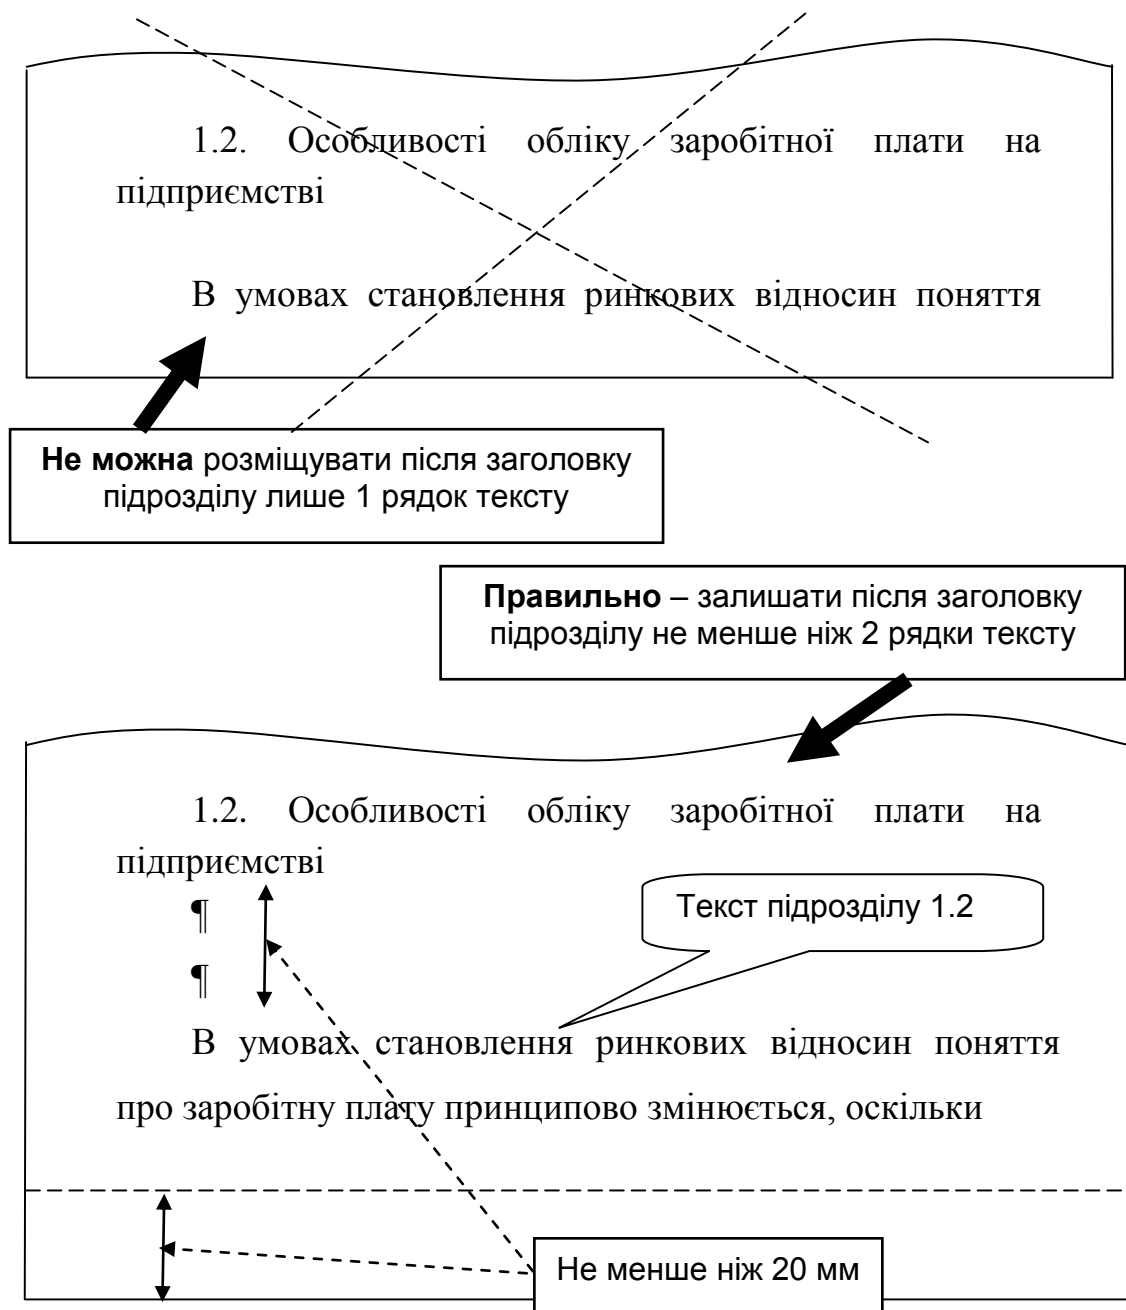 1.2. Особливості обліку заробітної плати на
підприємстві
В умовах становлення ринкових відносин поняття
Не можна розміщувати після заголовку
підрозділу лише 1 рядок тексту
Правильно – залишати після заголовку
підрозділу не менше ніж 2 рядки тексту
1.2. Особливості обліку заробітної плати на
підприємстві
¶
Текст підрозділу 1.2
¶
В умовах становлення ринкових відносин поняття
про заробітну плату принципово змінюється, оскільки
Не менше ніж 20 мм